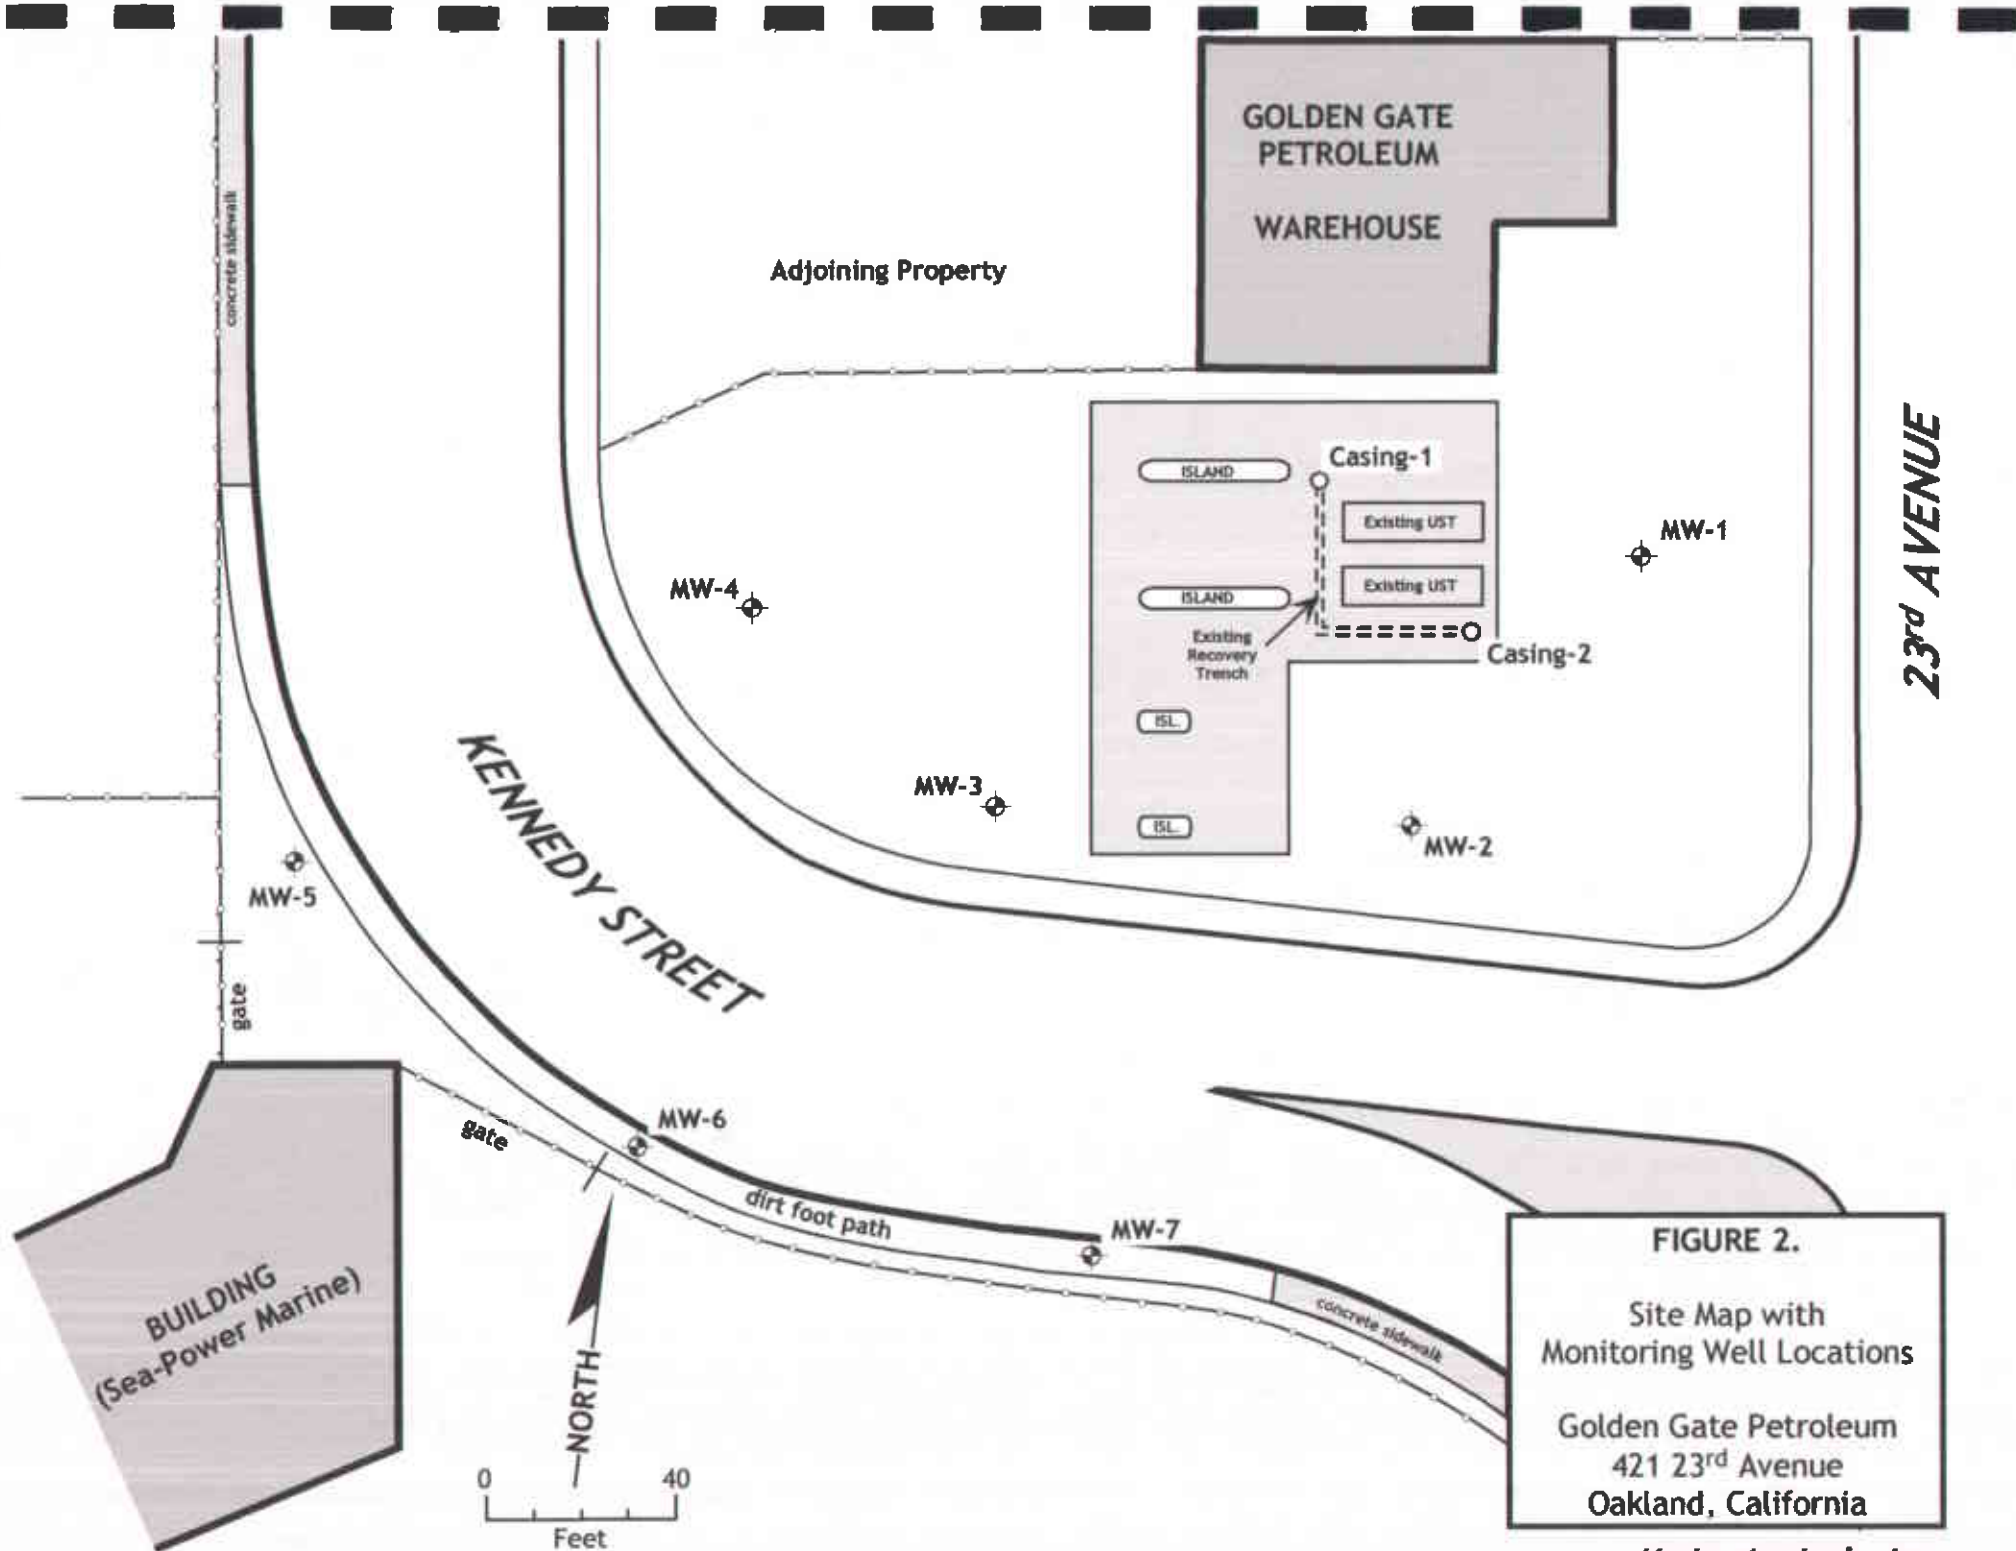 GOLDEN GATE
PETROLEUM
WAREHOUSE
concrete sidewalk
Adjoining Property
23rd AVENUE
Casing-1
ISLAND
Existing UST
MW-1
Existing UST
ISLAND
MW-4
Existing
Recovery
Trench
Casing-2
ISL.
KENNEDY STREET
MW-3
ISL.
MW-2
MW-5
gate
MW-6
gate
dirt foot path
MW-7
concrete sidewalk
BUILDING
(Sea-Power Marine)
NORTH
0 40
Feet
FIGURE 2.
Site Map with
Monitoring Well Locations
Golden Gate Petroleum
421 23rd Avenue
Oakland, California